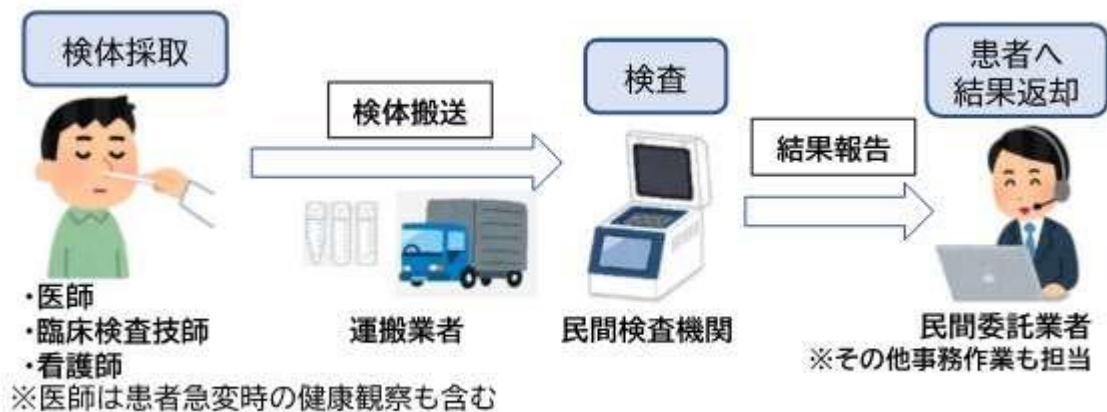 検体採取
検体搬送
検査
結果報告
患者へ
結果返却
・医師
・臨床検査技師
・看護師
※医師は患者急変時の健康観察も含む
運搬業者
民間検査機関
民間委託業者
※その他事務作業も担当